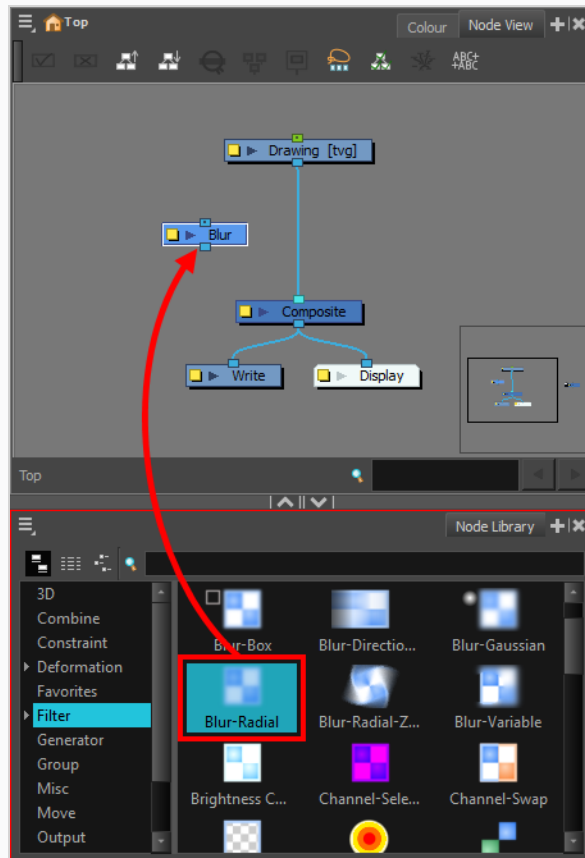 Top
Colour
Node View
ABC+
+ABC
Drawing [tvg]
Blur
Composite
Write
Display
Top
Node Library
3D
Combine
Constraint
Deformation
Favorites
Filter
Generator
Group
Misc
Move
Output
Blur-Box
Blur-Directio...
Blur-Gaussian
Blur-Radial
Blur-Radial-Z...
Blur-Variable
Brightness C...
Channel-Sele...
Channel-Swap